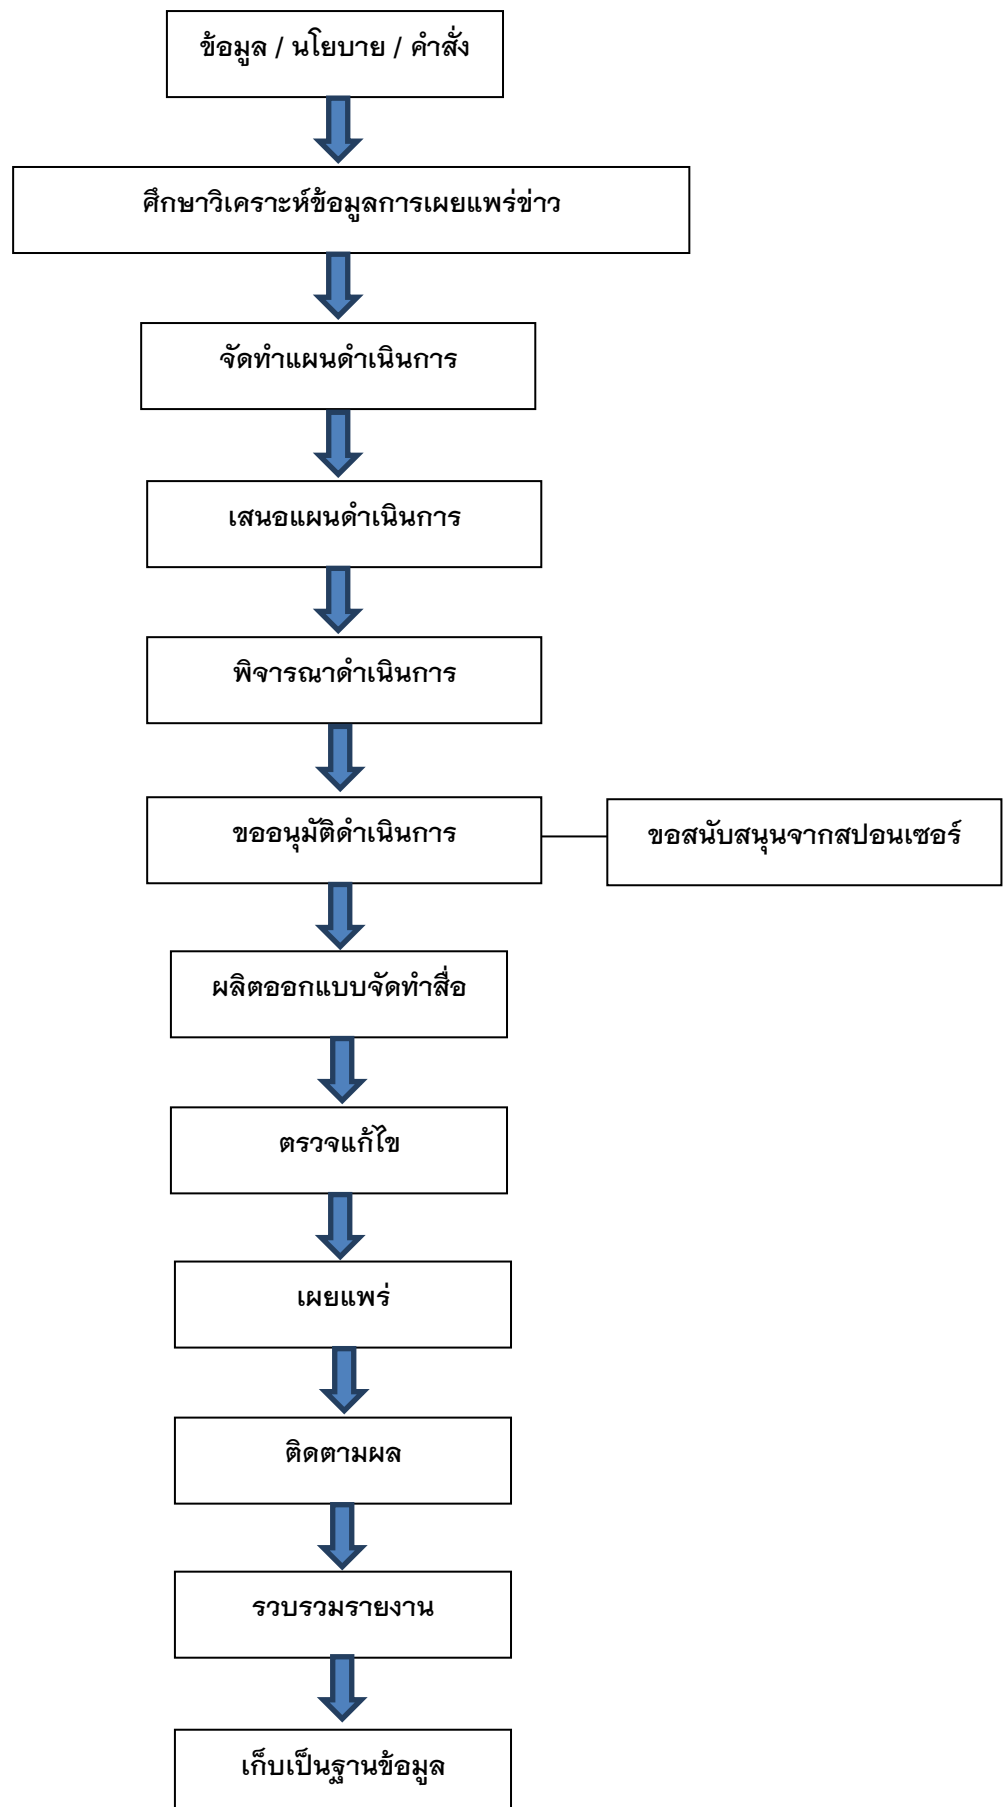 ข้อมูล / นโยบาย / คำสั่ง
ศึกษาวิเคราะห์ข้อมูลการเผยแพร่ข่าว
จัดทำแผนดำเนินการ
เสนอแผนดำเนินการ
พิจารณาดำเนินการ
ขออนุมัติดำเนินการ
ขอสนับสนุนจากสปอนเซอร์
ผลิตออกแบบจัดทำสื่อ
ตรวจแก้ไข
เผยแพร่
ติดตามผล
รวบรวมรายงาน
เก็บเป็นฐานข้อมูล